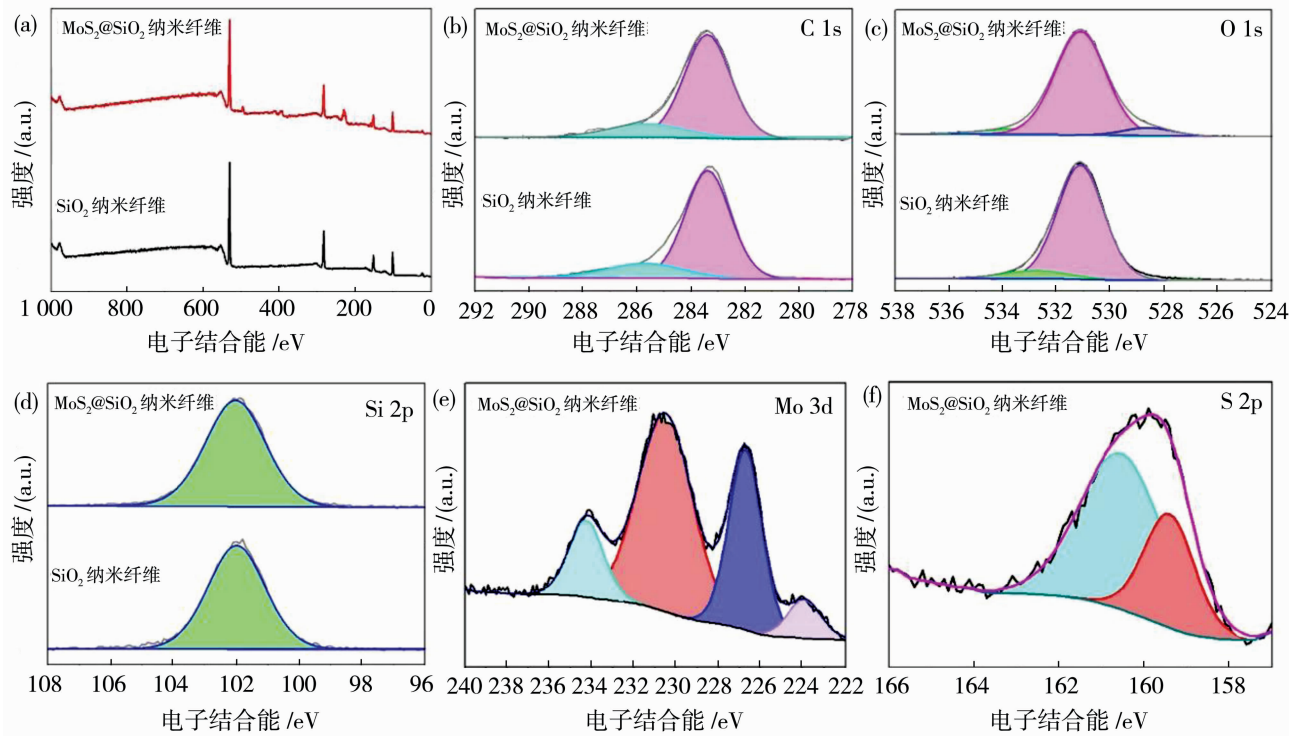 (a)
MoS₂@SiO₂ 纳米纤维
SiO₂ 纳米纤维
强度 /(a.u.)
1 000 800 600 400 200 0
电子结合能 /eV
(b)
MoS₂@SiO₂ 纳米纤维
C 1s
SiO₂ 纳米纤维
强度 /(a.u.)
292 290 288 286 284 282 280 278
电子结合能 /eV
(c)
MoS₂@SiO₂ 纳米纤维
O 1s
SiO₂ 纳米纤维
强度 /(a.u.)
538 536 534 532 530 528 526 524
电子结合能 /eV
(d)
MoS₂@SiO₂ 纳米纤维
Si 2p
SiO₂ 纳米纤维
强度 /(a.u.)
108 106 104 102 100 98 96
电子结合能 /eV
(e)
MoS₂@SiO₂ 纳米纤维
Mo 3d
强度 /(a.u.)
240 238 236 234 232 230 228 226 224 222
电子结合能 /eV
(f)
MoS₂@SiO₂ 纳米纤维
S 2p
强度 /(a.u.)
166 164 162 160 158
电子结合能 /eV